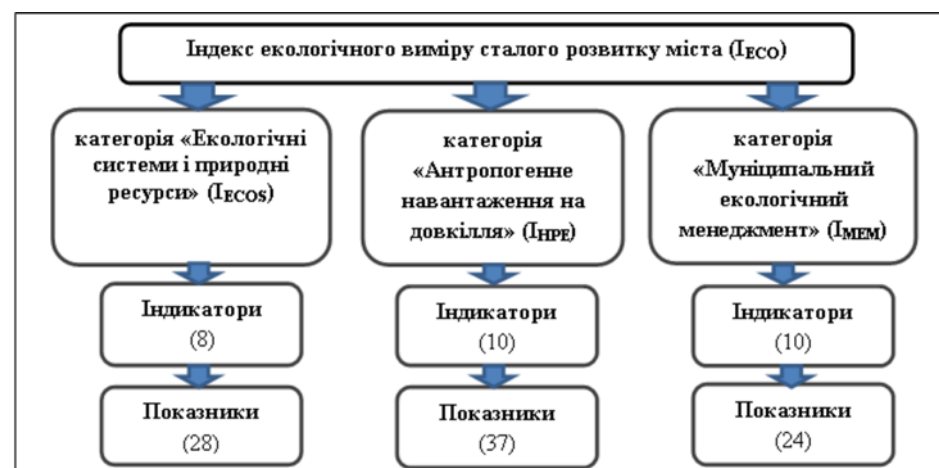 Індекс екологічного виміру сталого розвитку міста (IECO)
категорія «Екологічні
системи і природні
ресурси» (IECOS)
категорія
«Антропогенне
навантаження на
довкілля» (IHPE)
категорія
«Муніципальний
екологічний
менеджмент» (IMEM)
Індикатори
(8)
Індикатори
(10)
Індикатори
(10)
Показники
(28)
Показники
(37)
Показники
(24)